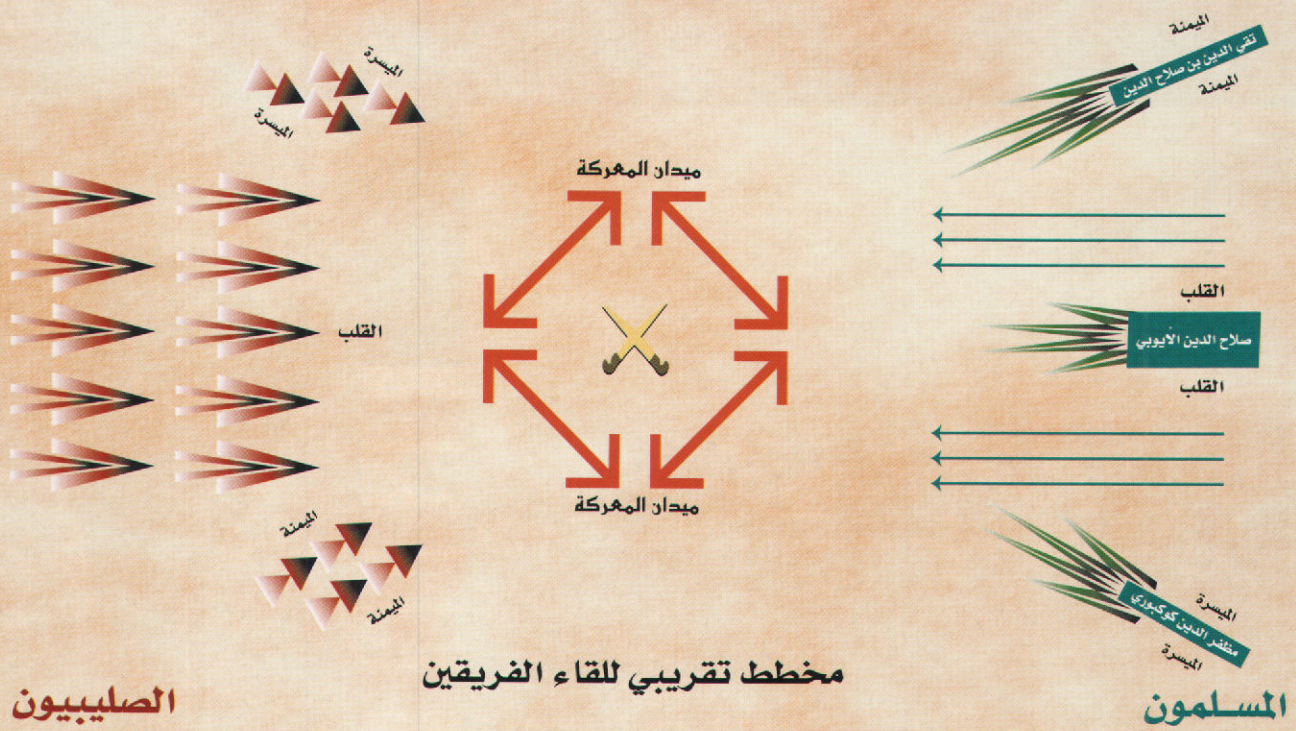 الميمنة
تقي الدين بن صلاح الدين
الميمنة
الميسرة
الميسرة
ميدان المعركة
القلب
صلاح الدين الأيوبي
القلب
القلب
ميدان المعركة
الميمنة
الميمنة
الميسرة
مظفر الدين كوكبوري
الميسرة
مخطط تقريبي للقاء الفريقين
المسلمون
الصليبيون